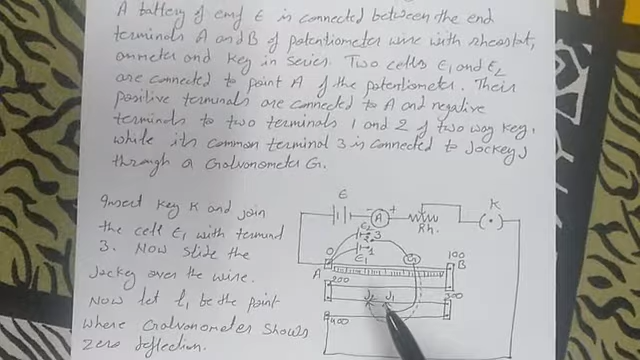 A battery of emf E is connected between the end
terminals A and B of potentiometer wire with rheostat,
ammeter and key in series. Two cells E1 and E2
are connected to point A of the potentiometer. Their
positive terminals are connected to A and negative
terminals to two terminals 1 and 2 of two way key,
while its common terminal 3 is connected to Jockey J
through a Galvanometer G.
Insert key K and join
the cell E1 with terminal
3. Now slide the
Jockey over the wire.
Now let l1 be the point
where Galvanometer shows
zero deflection.
E
- A +
Rh.
K
E2
2
3
1
E1
G
0
100
A
B
200
300
J1
400